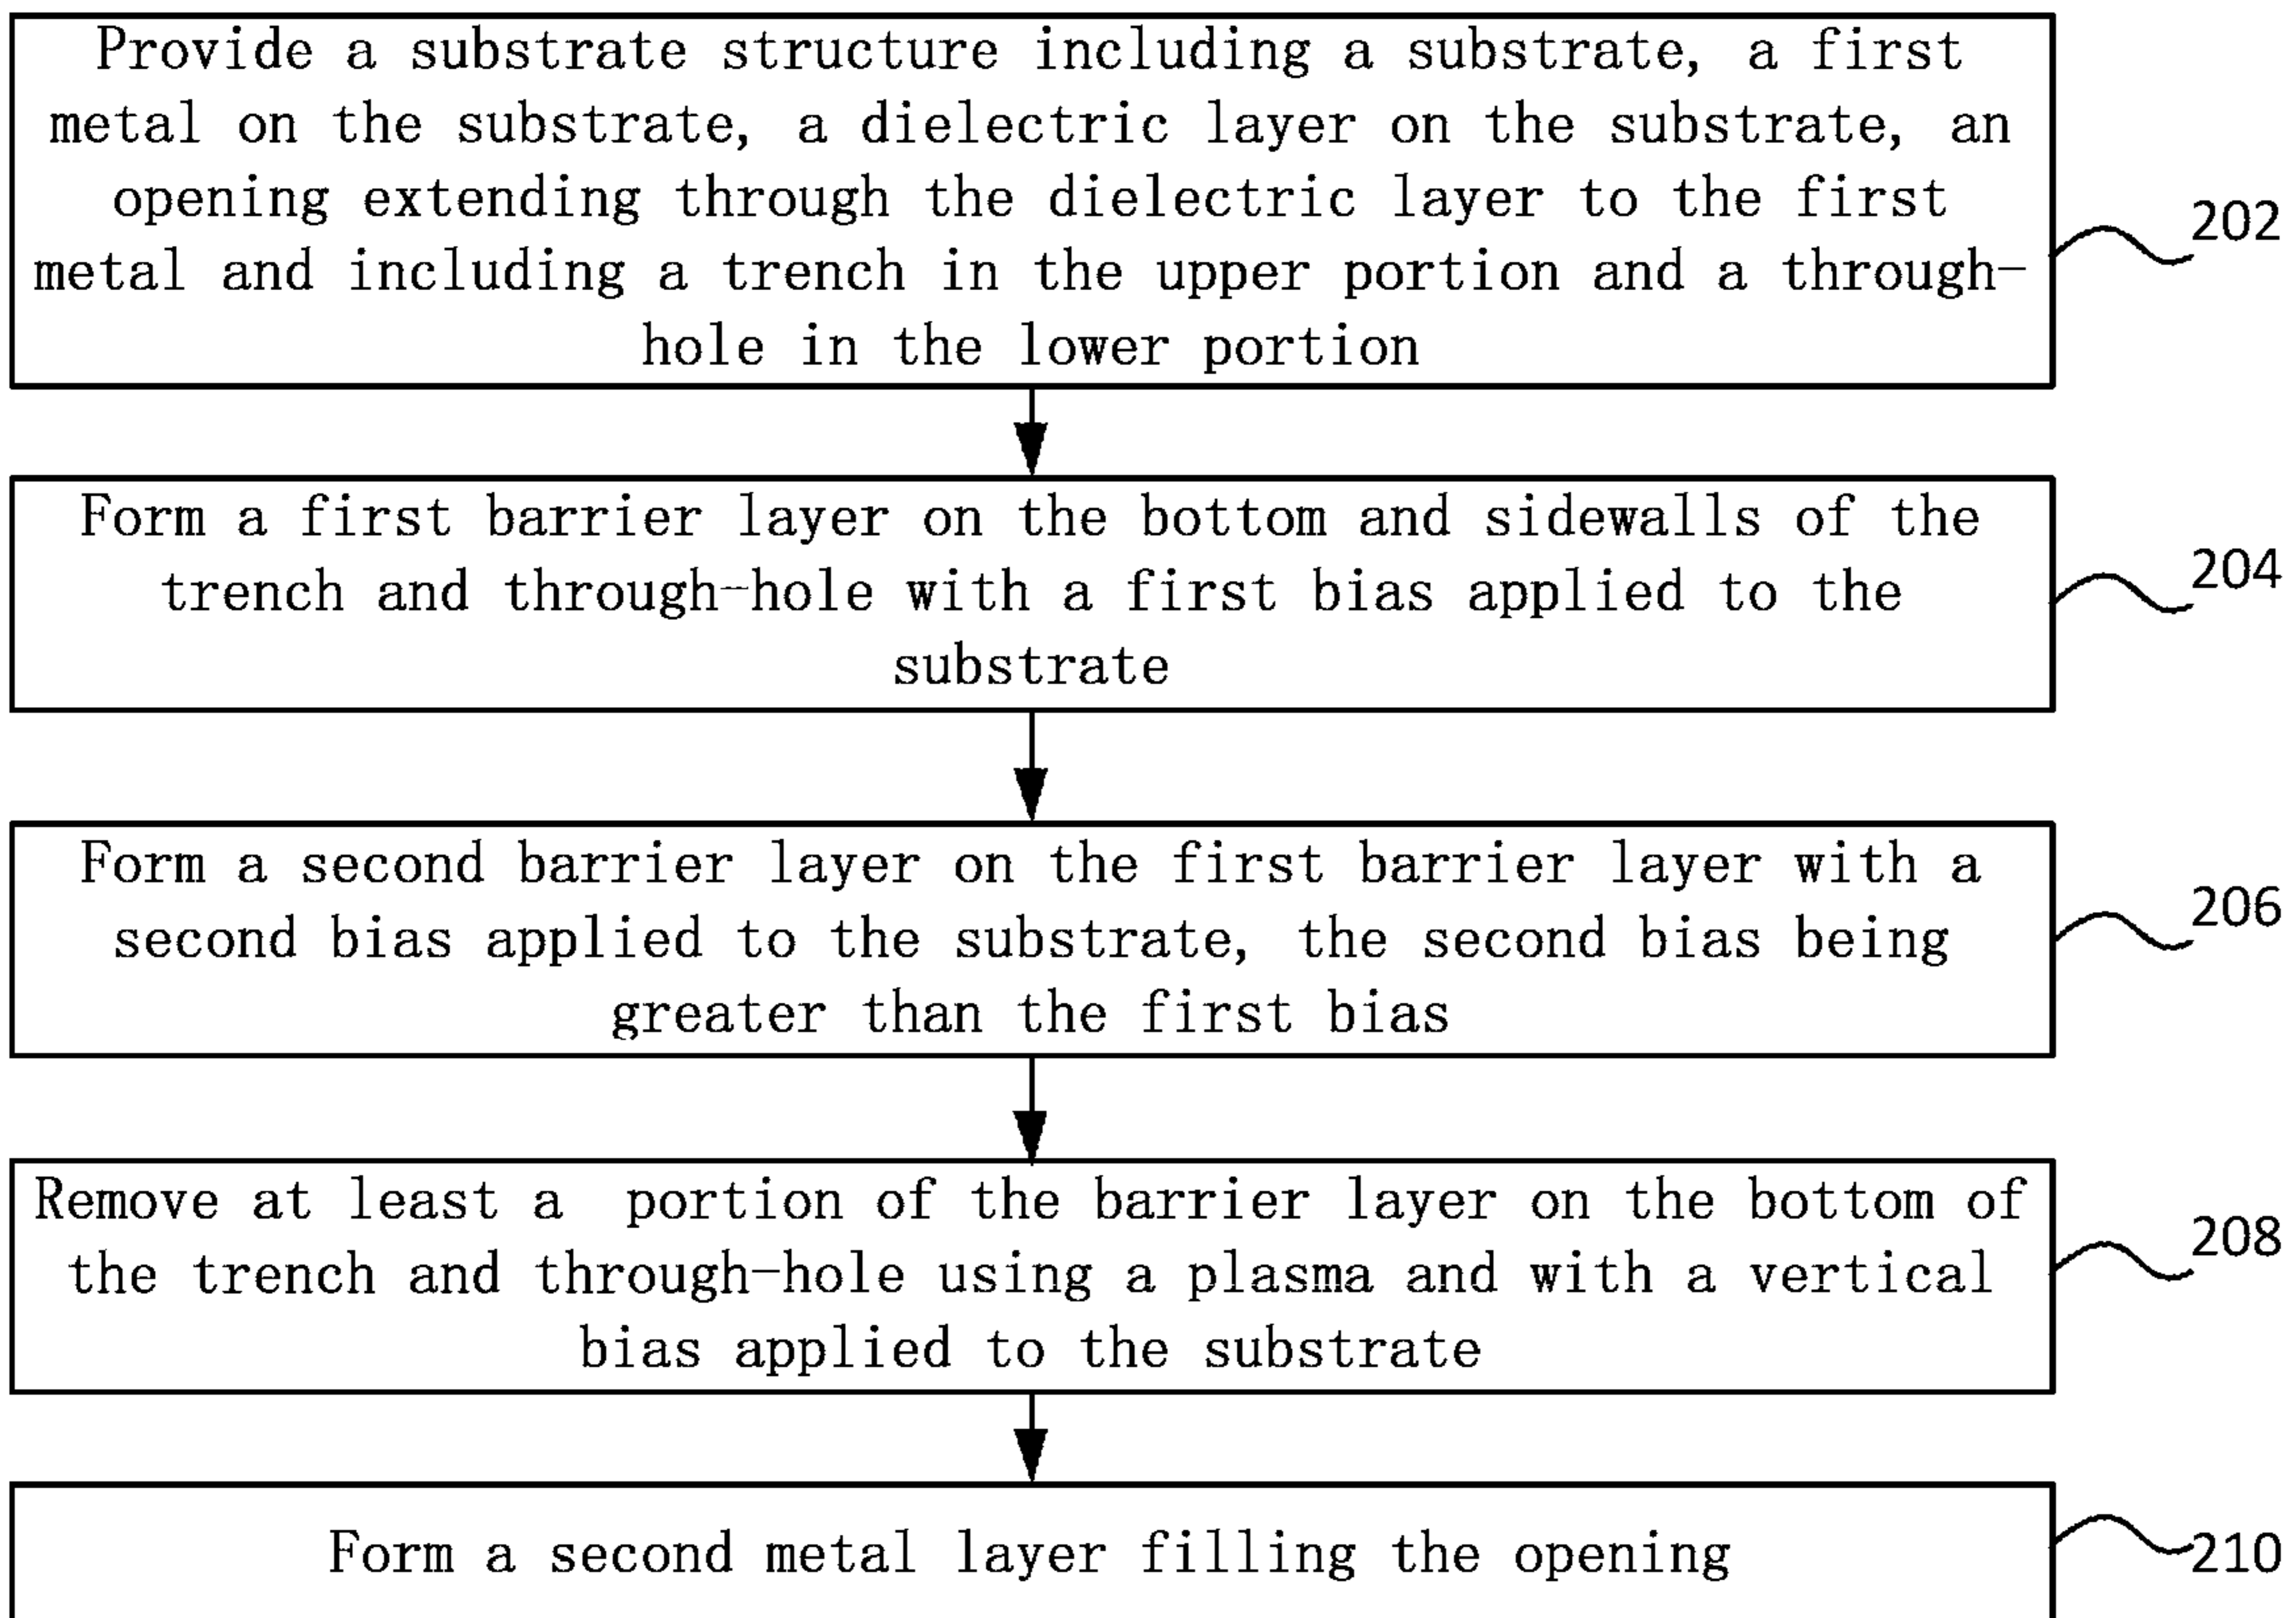 Provide a substrate structure including a substrate, a first
metal on the substrate, a dielectric layer on the substrate, an
opening extending through the dielectric layer to the first
metal and including a trench in the upper portion and a through-
hole in the lower portion
202
Form a first barrier layer on the bottom and sidewalls of the
trench and through-hole with a first bias applied to the
substrate
204
Form a second barrier layer on the first barrier layer with a
second bias applied to the substrate, the second bias being
greater than the first bias
206
Remove at least a portion of the barrier layer on the bottom of
the trench and through-hole using a plasma and with a vertical
bias applied to the substrate
208
Form a second metal layer filling the opening
210